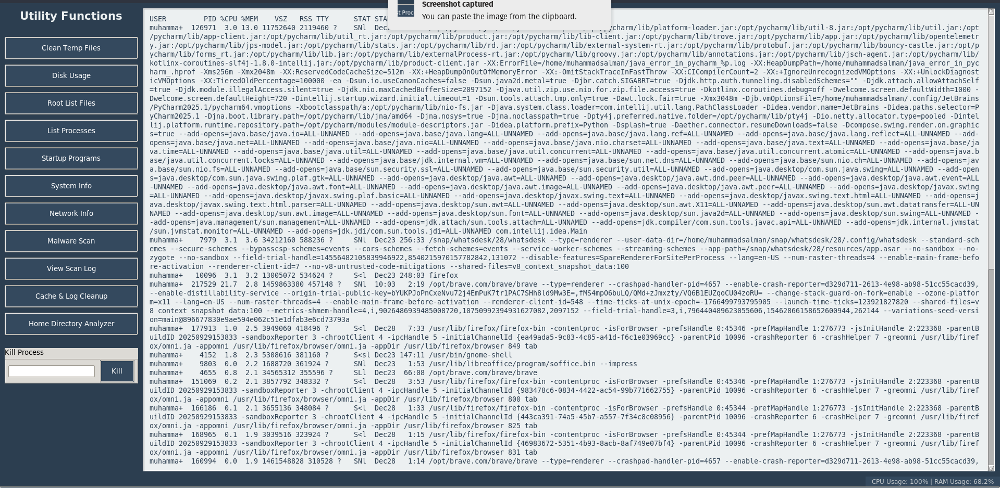 Utility Functions
Clean Temp Files
Disk Usage
Root List Files
List Processes
Startup Programs
System Info
Network Info
Malware Scan
View Scan Log
Cache & Log Cleanup
Home Directory Analyzer
Kill Process
Kill
Screenshot captured
st Proc
You can paste the image from the clipboard.
USER         PID %CPU %MEM    VSZ   RSS TTY      STAT STA
muhamma+  126971  3.0 13.0 11752640 2119460 ?    SNl  Dec2 charm/lib/platform-loader.jar:/opt/pycharm/lib/util-8.jar:/opt/pycharm/lib/util.jar:/opt
/pycharm/lib/app-client.jar:/opt/pycharm/lib/util_rt.jar:/opt/pycharm/lib/product.jar:/opt/pycharm/lib/lib-client.jar:/opt/pycharm/lib/trove.jar:/opt/pycharm/lib/app.jar:/opt/pycharm/lib/opentelemetr
y.jar:/opt/pycharm/lib/jps-model.jar:/opt/pycharm/lib/stats.jar:/opt/pycharm/lib/rd.jar:/opt/pycharm/lib/external-system-rt.jar:/opt/pycharm/lib/protobuf.jar:/opt/pycharm/lib/bouncy-castle.jar:/opt/p
ycharm/lib/forms_rt.jar:/opt/pycharm/lib/lib.jar:/opt/pycharm/lib/externalProcess-rt.jar:/opt/pycharm/lib/groovy.jar:/opt/pycharm/lib/annotations.jar:/opt/pycharm/lib/jsch-agent.jar:/opt/pycharm/lib/
kotlinx-coroutines-slf4j-1.8.0-intellij.jar:/opt/pycharm/lib/product-client.jar -XX:ErrorFile=/home/muhammadsalman/java_error_in_pycharm_%p.log -XX:HeapDumpPath=/home/muhammadsalman/java_error_in_pyc
harm_.hprof -Xms256m -Xmx2048m -XX:ReservedCodeCacheSize=512m -XX:+HeapDumpOnOutOfMemoryError -XX:-OmitStackTraceInFastThrow -XX:CICompilerCount=2 -XX:+IgnoreUnrecognizedVMOptions -XX:+UnlockDiagnost
icVMOptions -XX:TieredOldPercentage=100000 -ea -Dsun.io.useCanonCaches=false -Dsun.java2d.metal=true -Djbr.catch.SIGABRT=true -Djdk.http.auth.tunneling.disabledSchemes="" -Djdk.attach.allowAttachSelf
=true -Djdk.module.illegalAccess.silent=true -Djdk.nio.maxCachedBufferSize=2097152 -Djava.util.zip.use.nio.for.zip.file.access=true -Dkotlinx.coroutines.debug=off -Dwelcome.screen.defaultWidth=1000 -
Dwelcome.screen.defaultHeight=720 -Dintellij.startup.wizard.initial.timeout=1 -Dsun.tools.attach.tmp.only=true -Dawt.lock.fair=true -Xmx3048m -Djb.vmOptionsFile=/home/muhammadsalman/.config/JetBrains
/PyCharm2025.1/pycharm64.vmoptions -Xbootclasspath/a:/opt/pycharm/lib/nio-fs.jar -Djava.system.class.loader=com.intellij.util.lang.PathClassLoader -Didea.vendor.name=JetBrains -Didea.paths.selector=P
yCharm2025.1 -Djna.boot.library.path=/opt/pycharm/lib/jna/amd64 -Djna.nosys=true -Djna.noclasspath=true -Dpty4j.preferred.native.folder=/opt/pycharm/lib/pty4j -Dio.netty.allocator.type=pooled -Dintel
lij.platform.runtime.repository.path=/opt/pycharm/modules/module-descriptors.jar -Didea.platform.prefix=Python -Dsplash=true -Daether.connector.resumeDownloads=false -Dcompose.swing.render.on.graphic
s=true --add-opens=java.base/java.io=ALL-UNNAMED --add-opens=java.base/java.lang=ALL-UNNAMED --add-opens=java.base/java.lang.ref=ALL-UNNAMED --add-opens=java.base/java.lang.reflect=ALL-UNNAMED --add-
opens=java.base/java.net=ALL-UNNAMED --add-opens=java.base/java.nio=ALL-UNNAMED --add-opens=java.base/java.nio.charset=ALL-UNNAMED --add-opens=java.base/java.text=ALL-UNNAMED --add-opens=java.base/ja
va.time=ALL-UNNAMED --add-opens=java.base/java.util=ALL-UNNAMED --add-opens=java.base/java.util.concurrent=ALL-UNNAMED --add-opens=java.base/java.util.concurrent.atomic=ALL-UNNAMED --add-opens=java.b
ase/java.util.concurrent.locks=ALL-UNNAMED --add-opens=java.base/jdk.internal.vm=ALL-UNNAMED --add-opens=java.base/sun.net.dns=ALL-UNNAMED --add-opens=java.base/sun.nio.ch=ALL-UNNAMED --add-opens=jav
a.base/sun.nio.fs=ALL-UNNAMED --add-opens=java.base/sun.security.ssl=ALL-UNNAMED --add-opens=java.base/sun.security.util=ALL-UNNAMED --add-opens=java.desktop/com.sun.java.swing=ALL-UNNAMED --add-open
s=java.desktop/com.sun.java.swing.plaf.gtk=ALL-UNNAMED --add-opens=java.desktop/java.awt=ALL-UNNAMED --add-opens=java.desktop/java.awt.dnd.peer=ALL-UNNAMED --add-opens=java.desktop/java.awt.event=ALL
-UNNAMED --add-opens=java.desktop/java.awt.font=ALL-UNNAMED --add-opens=java.desktop/java.awt.image=ALL-UNNAMED --add-opens=java.desktop/java.awt.peer=ALL-UNNAMED --add-opens=java.desktop/javax.swing
=ALL-UNNAMED --add-opens=java.desktop/javax.swing.plaf.basic=ALL-UNNAMED --add-opens=java.desktop/javax.swing.text=ALL-UNNAMED --add-opens=java.desktop/javax.swing.text.html=ALL-UNNAMED --add-opens=j
ava.desktop/javax.swing.text.html.parser=ALL-UNNAMED --add-opens=java.desktop/sun.awt=ALL-UNNAMED --add-opens=java.desktop/sun.awt.X11=ALL-UNNAMED --add-opens=java.desktop/sun.awt.datatransfer=ALL-UN
NAMED --add-opens=java.desktop/sun.awt.image=ALL-UNNAMED --add-opens=java.desktop/sun.font=ALL-UNNAMED --add-opens=java.desktop/sun.java2d=ALL-UNNAMED --add-opens=java.desktop/sun.swing=ALL-UNNAMED -
-add-opens=java.management/sun.management=ALL-UNNAMED --add-opens=jdk.attach/sun.tools.attach=ALL-UNNAMED --add-opens=jdk.compiler/com.sun.tools.javac.api=ALL-UNNAMED --add-opens=jdk.internal.jvmstat
/sun.jvmstat.monitor=ALL-UNNAMED --add-opens=jdk.jdi/com.sun.tools.jdi=ALL-UNNAMED com.intellij.idea.Main
muhamma+    7979  3.1  3.6 34212160 588236 ?     SNl  Dec23 256:33 /snap/whatsdesk/28/whatsdesk --type=renderer --user-data-dir=/home/muhammadsalman/snap/whatsdesk/28/.config/whatsdesk --standard-sch
emes --secure-schemes --bypasscsp-schemes=events --cors-schemes --fetch-schemes=events --service-worker-schemes --streaming-schemes --app-path=/snap/whatsdesk/28/resources/app.asar --no-sandbox --no-
zygote --no-sandbox --field-trial-handle=14556482105839946922,8540215970157782842,131072 --disable-features=SpareRendererForSitePerProcess --lang=en-US --num-raster-threads=4 --enable-main-frame-befo
re-activation --renderer-client-id=7 --no-v8-untrusted-code-mitigations --shared-files=v8_context_snapshot_data:100
muhamma+   10096  3.1  3.2 13005072 534624 ?     S<l  Dec23 248:03 firefox
muhamma+  217529 21.7  2.8 1459863380 457148 ?   SNl  10:03   2:19 /opt/brave.com/brave/brave --type=renderer --crashpad-handler-pid=4657 --enable-crash-reporter=d329d711-2613-4e98-ab98-51cc55cacd39,
--enable-distillability-service --origin-trial-public-key=bYUKPJoPnCxeNvu72j4EmPuK7tr1PAC7SHh8ld9Mw3E=,fMS4mpO6buLQ/QMd+zJmxzty/VQ6B1EUZqoCU04zoRU= --change-stack-guard-on-fork=enable --ozone-platfor
m=x11 --lang=en-US --num-raster-threads=4 --enable-main-frame-before-activation --renderer-client-id=548 --time-ticks-at-unix-epoch=-1766499793795905 --launch-time-ticks=123921827820 --shared-files=v
8_context_snapshot_data:100 --metrics-shmem-handle=4,i,9026486939485008720,10750992394931627082,2097152 --field-trial-handle=3,i,796440489623055606,15462866158652600944,262144 --variations-seed-versi
on=main@896677830e9ae594e062c51e1dfab3e6cd73793a
muhamma+  177913  1.0  2.5 3949060 418496 ?      S<l  Dec28   7:33 /usr/lib/firefox/firefox-bin -contentproc -isForBrowser -prefsHandle 0:45346 -prefMapHandle 1:276773 -jsInitHandle 2:223368 -parentB
uildID 20250929153833 -sandboxReporter 3 -chrootClient 4 -ipcHandle 5 -initialChannelId {ea49ada5-9c83-4c85-a41d-f6c1e03969cc} -parentPid 10096 -crashReporter 6 -crashHelper 7 -greomni /usr/lib/firef
ox/omni.ja -appomni /usr/lib/firefox/browser/omni.ja -appDir /usr/lib/firefox/browser 849 tab
muhamma+    4152  1.8  2.3 5308616 381160 ?      S<sl Dec23 147:11 /usr/bin/gnome-shell
muhamma+    9803  0.0  2.2 1688720 361924 ?      SNl  Dec23   1:53 /usr/lib/libreoffice/program/soffice.bin --impress
muhamma+    4655  0.8  2.1 34565312 355596 ?     SLl  Dec23  66:08 /opt/brave.com/brave/brave
muhamma+  151069  0.2  2.1 3857792 348332 ?      S<l  Dec28   3:53 /usr/lib/firefox/firefox-bin -contentproc -isForBrowser -prefsHandle 0:45346 -prefMapHandle 1:276773 -jsInitHandle 2:223368 -parentB
uildID 20250929153833 -sandboxReporter 3 -chrootClient 4 -ipcHandle 5 -initialChannelId {983478c6-0834-4422-ac54-99b771662755} -parentPid 10096 -crashReporter 6 -crashHelper 7 -greomni /usr/lib/firef
ox/omni.ja -appomni /usr/lib/firefox/browser/omni.ja -appDir /usr/lib/firefox/browser 800 tab
muhamma+  166186  0.1  2.1 3655136 348084 ?      S<l  Dec28   1:33 /usr/lib/firefox/firefox-bin -contentproc -isForBrowser -prefsHandle 0:45344 -prefMapHandle 1:276773 -jsInitHandle 2:223368 -parentB
uildID 20250929153833 -sandboxReporter 3 -chrootClient 4 -ipcHandle 5 -initialChannelId {443ca391-74a5-45b7-a557-7f34c8c08956} -parentPid 10096 -crashReporter 6 -crashHelper 7 -greomni /usr/lib/firef
ox/omni.ja -appomni /usr/lib/firefox/browser/omni.ja -appDir /usr/lib/firefox/browser 825 tab
muhamma+  168965  0.1  1.9 3039516 323924 ?      S<l  Dec28   1:15 /usr/lib/firefox/firefox-bin -contentproc -isForBrowser -prefsHandle 0:45344 -prefMapHandle 1:276773 -jsInitHandle 2:223368 -parentB
uildID 20250929153833 -sandboxReporter 3 -chrootClient 4 -ipcHandle 5 -initialChannelId {46983672-5351-4b93-8acb-8af749e07bf4} -parentPid 10096 -crashReporter 6 -crashHelper 7 -greomni /usr/lib/firef
ox/omni.ja -appomni /usr/lib/firefox/browser/omni.ja -appDir /usr/lib/firefox/browser 831 tab
muhamma+  160994  0.0  1.9 1461548828 310528 ?   SNl  Dec28   1:14 /opt/brave.com/brave/brave --type=renderer --crashpad-handler-pid=4657 --enable-crash-reporter=d329d711-2613-4e98-ab98-51cc55cacd39,
CPU Usage: 100% | RAM Usage: 68.2%